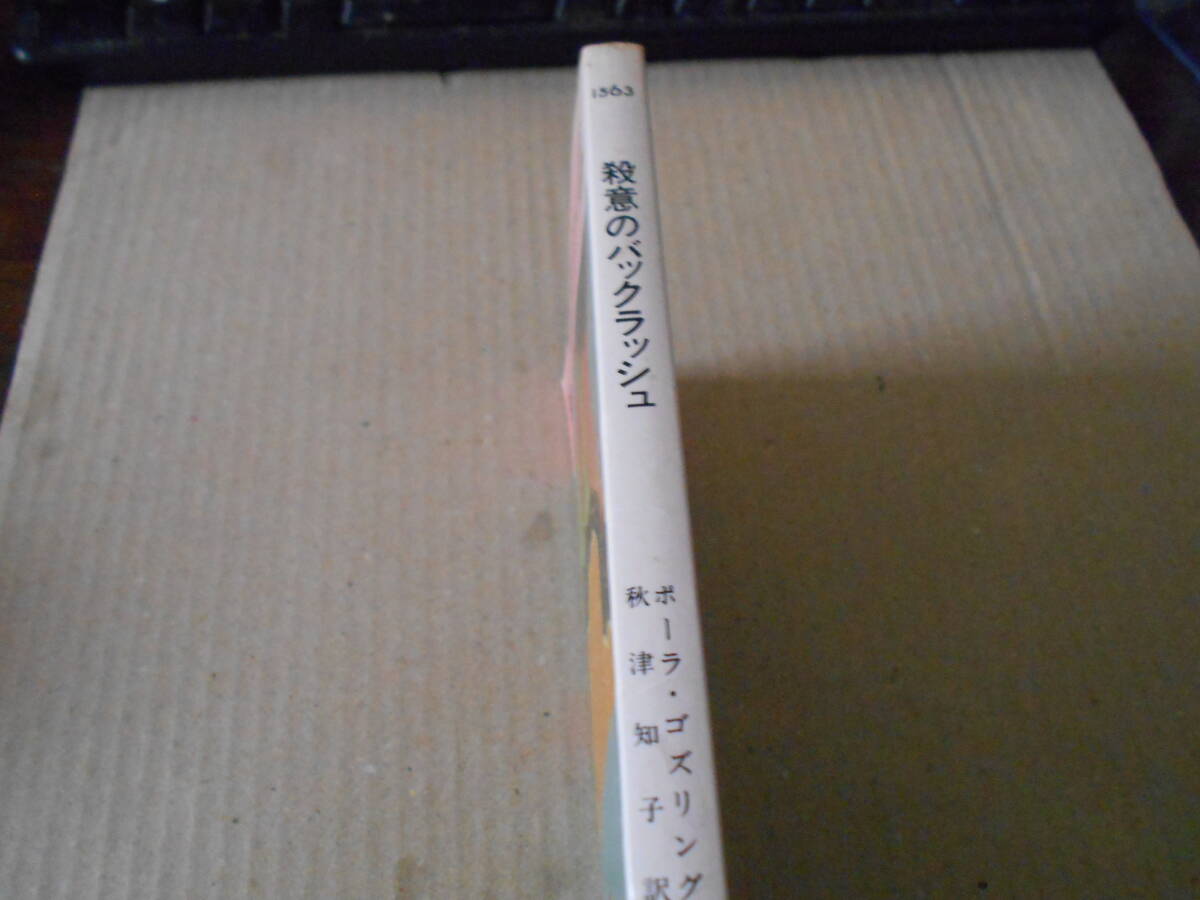 1563
殺意のバックラッシュ
ポーラ・ゴズリング
秋津知子訳